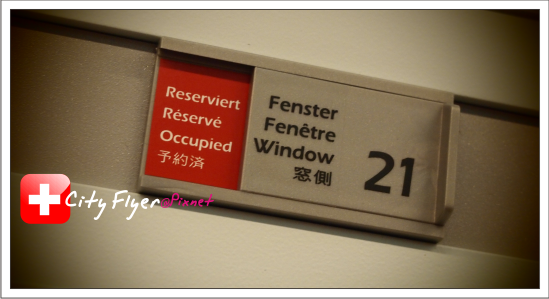 Reserviert
Réservé
Occupied
予約済
Fenster
Fenêtre
Window
窓側
21
City Flyer@Pixnet